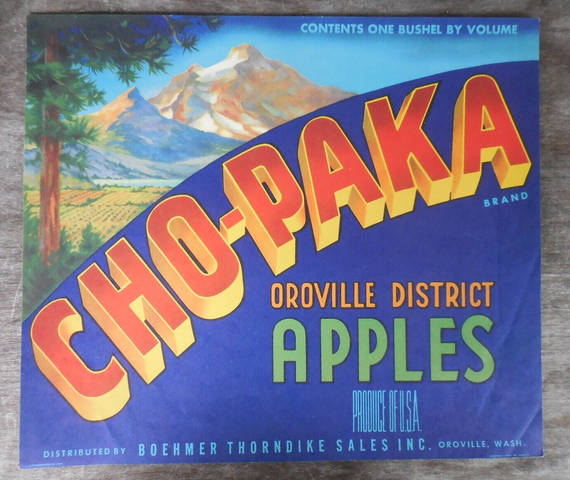 CONTENTS ONE BUSHEL BY VOLUME
CHO-PAKA
BRAND
OROVILLE DISTRICT
APPLES
PRODUCE OF U.S.A.
DISTRIBUTED BY BOEHMER THORNDIKE SALES INC. OROVILLE, WASH.